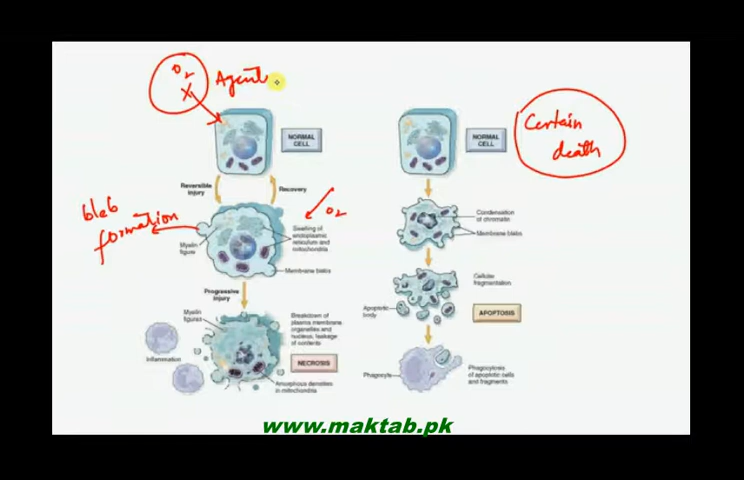 O2
X
Agent
NORMAL
CELL
Reversible
injury
Recovery
O2
bleb
formation
Myelin
figure
Swelling of
endoplasmic
reticulum and
mitochondria
Membrane blebs
Progressive
injury
Myelin
figures
Breakdown of
plasma membrane
organelles and
nucleus, leakage
of contents
Inflammation
NECROSIS
Amorphous densities
in mitochondria
NORMAL
CELL
Certain
death
Condensation
of chromatin
Membrane blebs
Cellular
fragmentation
Apoptotic
body
APOPTOSIS
Phagocyte
Phagocytosis
of apoptotic cells
and fragments
www.maktab.pk